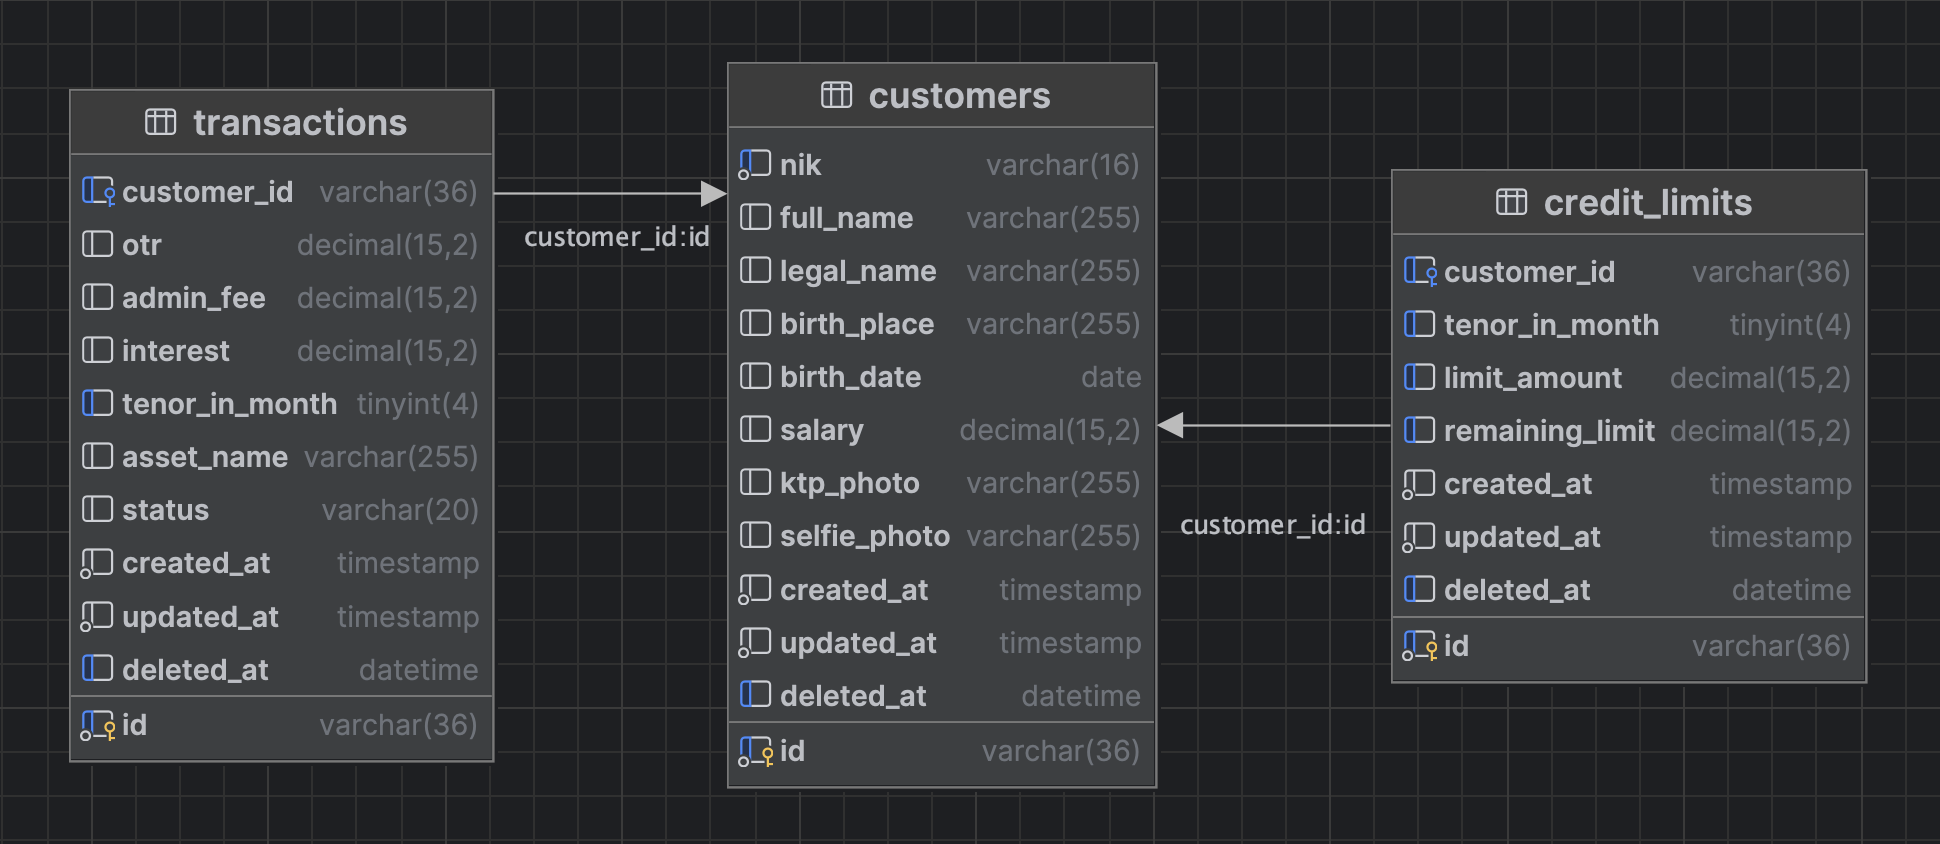 transactions
customer_id varchar(36)
otr decimal(15,2)
admin_fee decimal(15,2)
interest decimal(15,2)
tenor_in_month tinyint(4)
asset_name varchar(255)
status varchar(20)
created_at timestamp
updated_at timestamp
deleted_at datetime
id varchar(36)
customer_id:id
customers
nik varchar(16)
full_name varchar(255)
legal_name varchar(255)
birth_place varchar(255)
birth_date date
salary decimal(15,2)
ktp_photo varchar(255)
selfie_photo varchar(255)
created_at timestamp
updated_at timestamp
deleted_at datetime
id varchar(36)
customer_id:id
credit_limits
customer_id varchar(36)
tenor_in_month tinyint(4)
limit_amount decimal(15,2)
remaining_limit decimal(15,2)
created_at timestamp
updated_at timestamp
deleted_at datetime
id varchar(36)